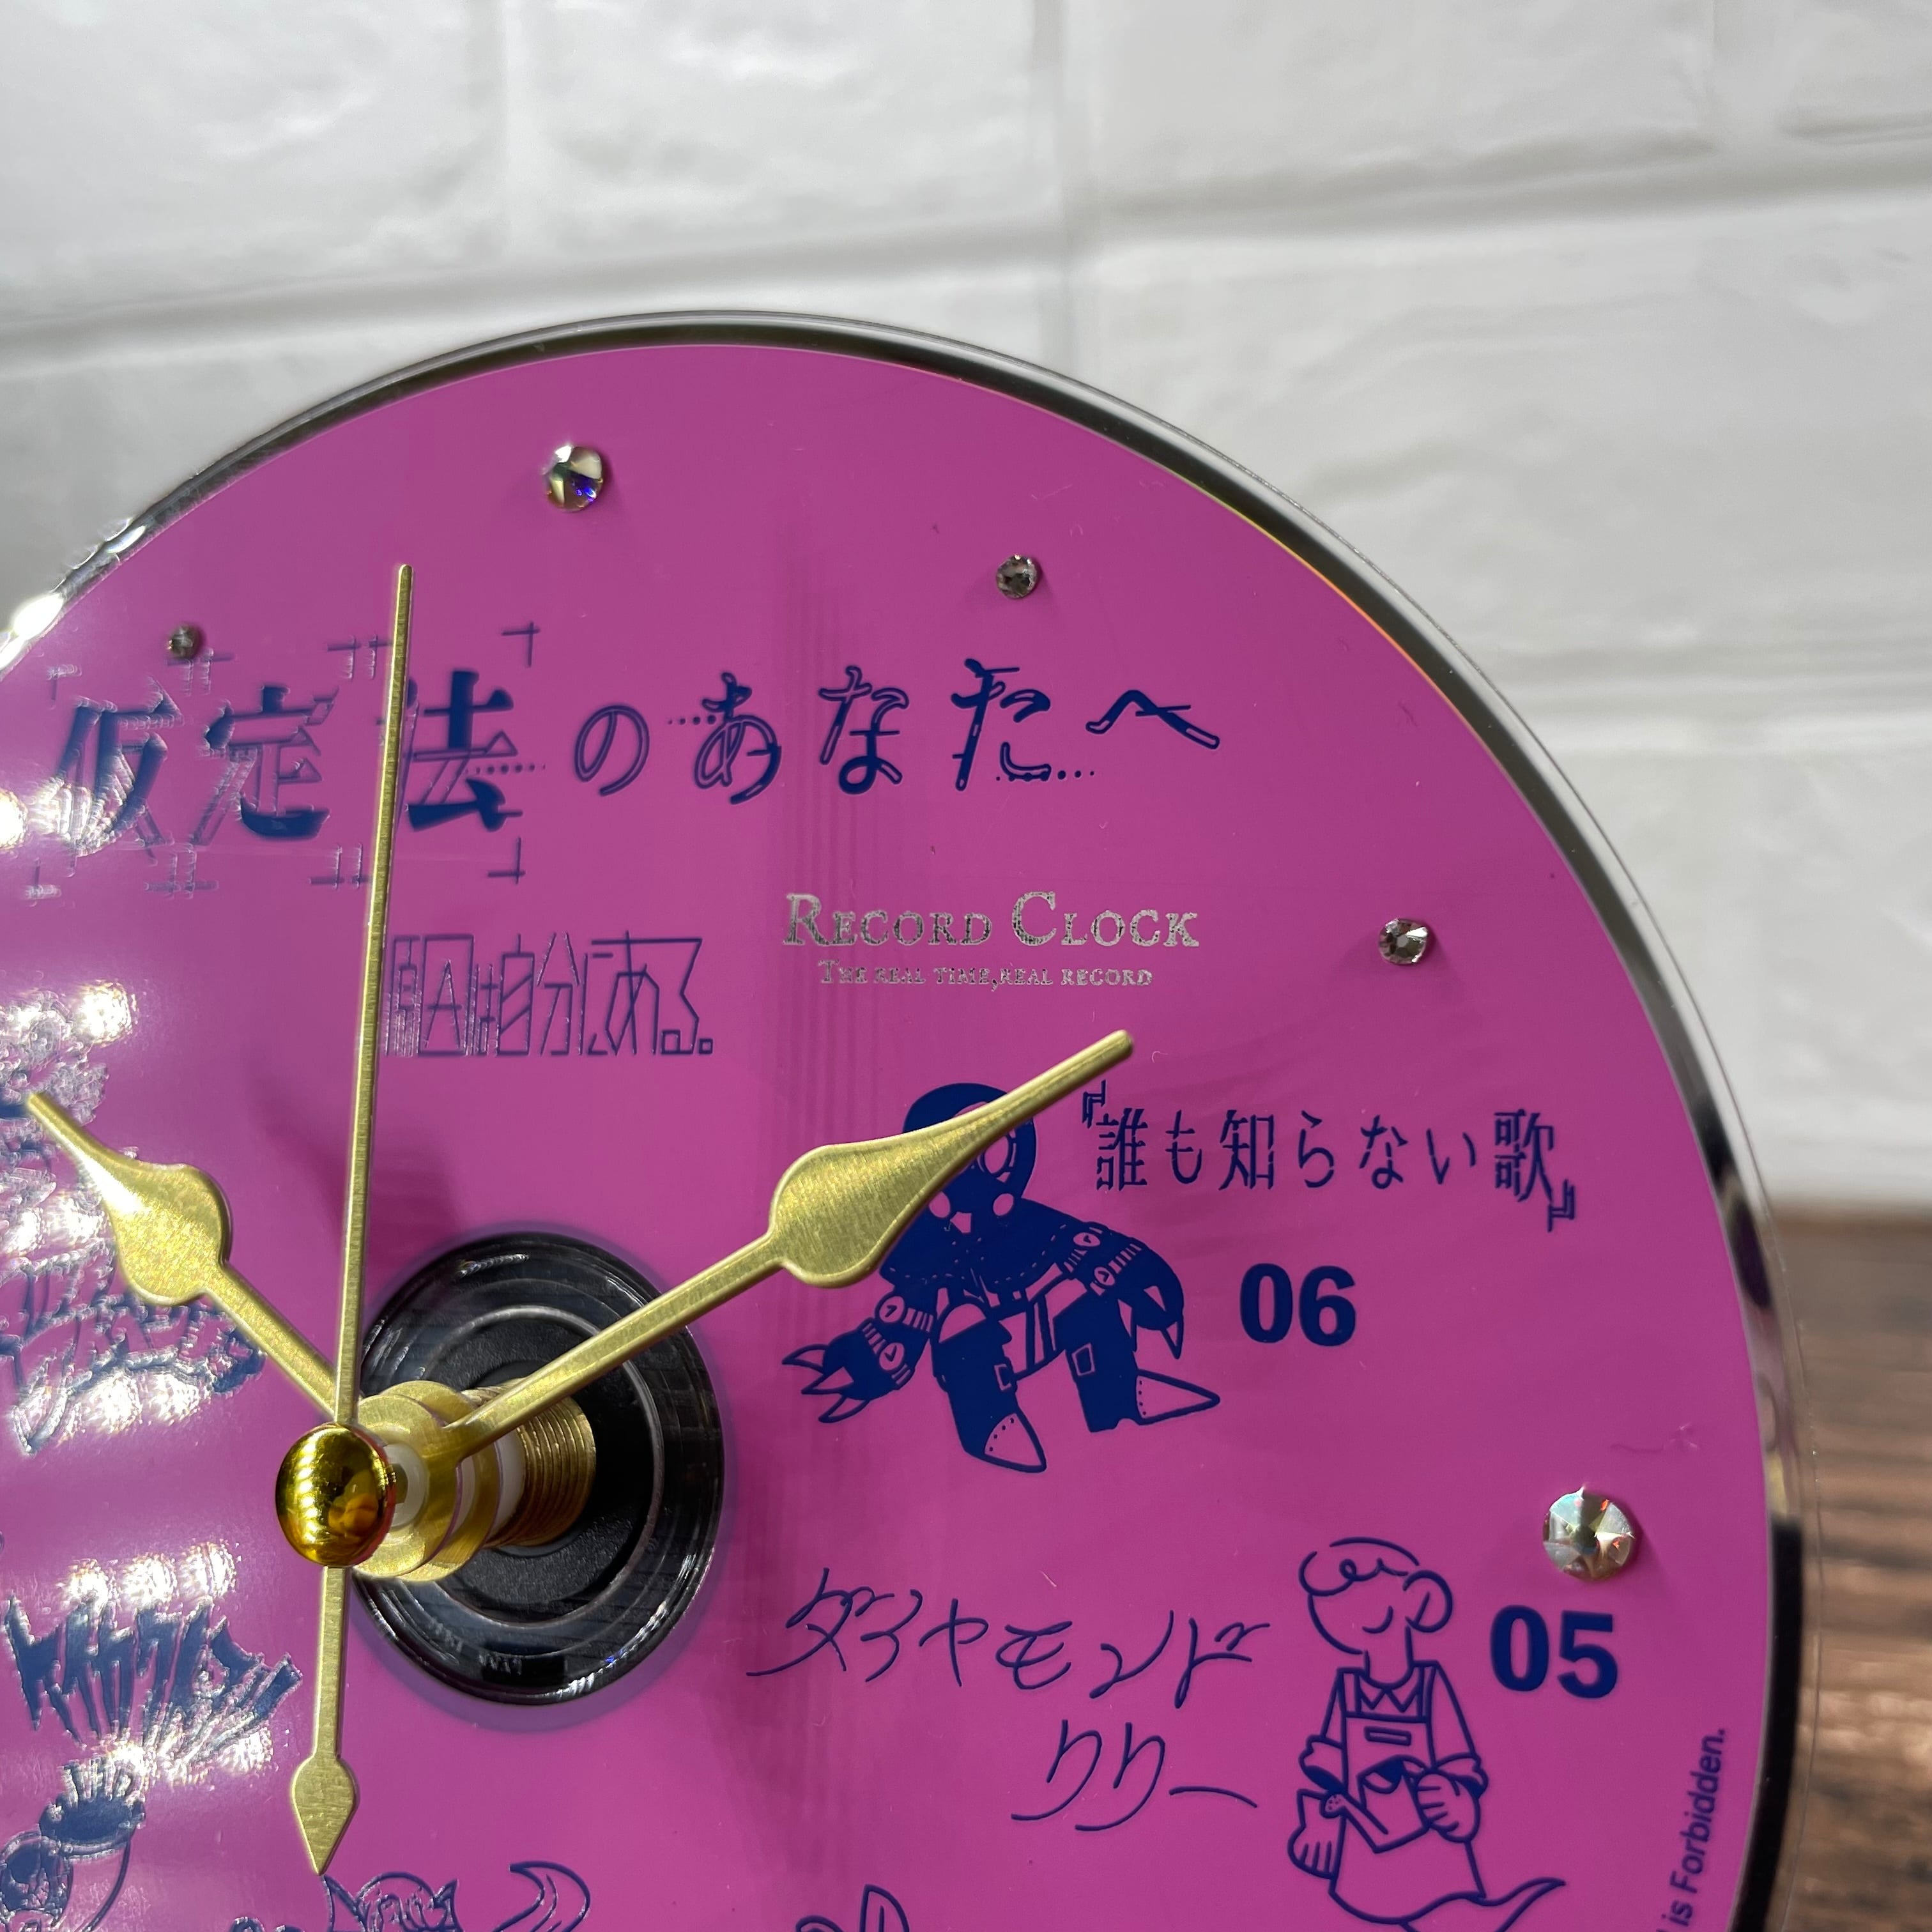 仮定法のあなたへ
RECORD CLOCK
THE REAL TIME,REAL RECORD
原因は自分にある。
『誰も知らない歌』
06
ダイヤモンド
リリー
05
is Forbidden.